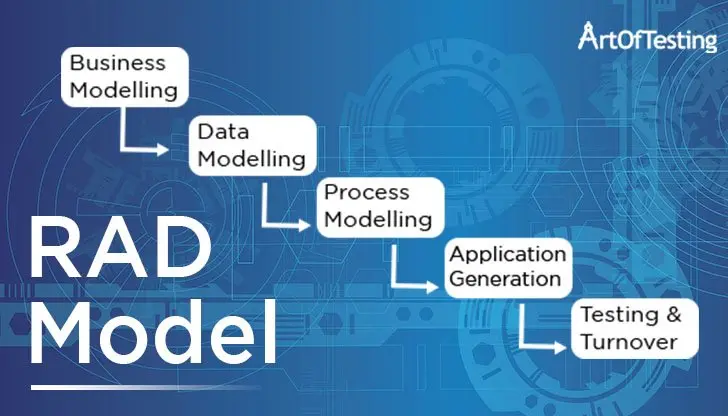 ArtOfTesting
Business
Modelling
Data
Modelling
Process
Modelling
Application
Generation
Testing &
Turnover
RAD
Model